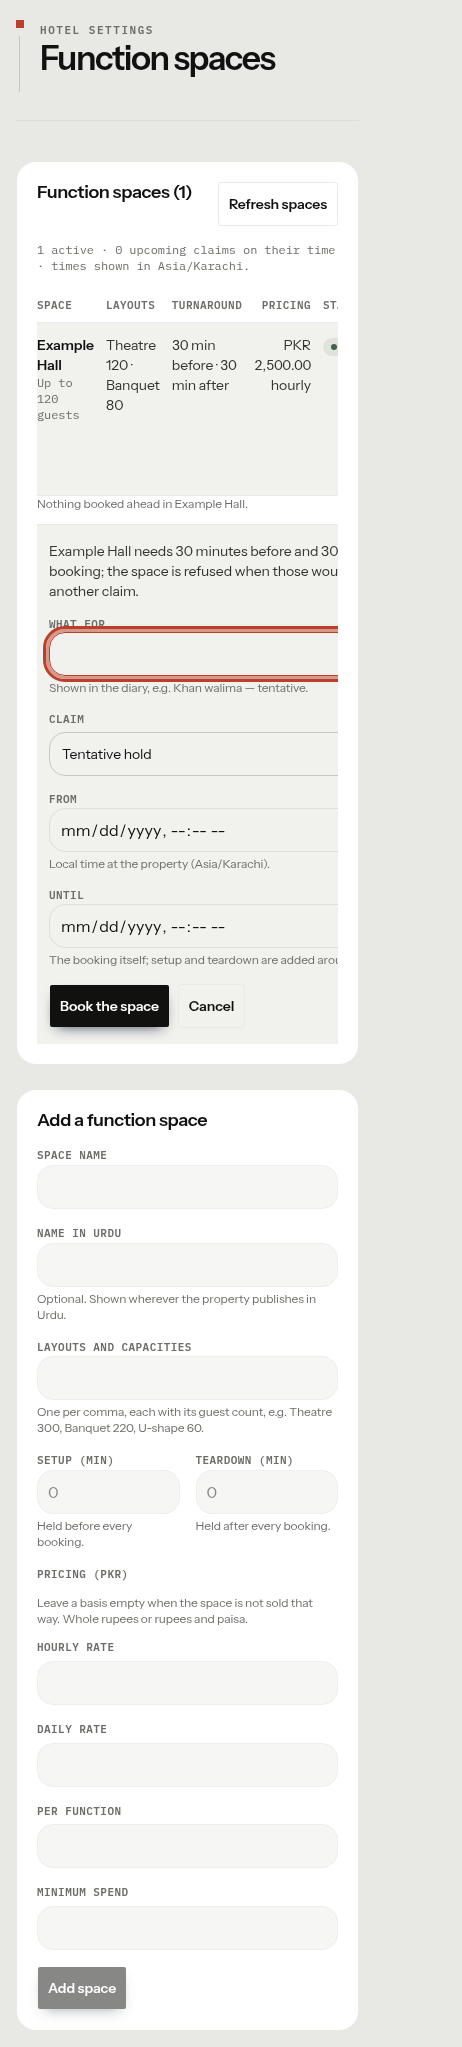 HOTEL SETTINGS
Function spaces
Function spaces (1)
Refresh spaces
1 active · 0 upcoming claims on their time
· times shown in Asia/Karachi.
SPACE LAYOUTS TURNAROUND PRICING
Example Hall
Up to 120 guests
Theatre 120 · Banquet 80
30 min before · 30 min after
PKR 2,500.00 hourly
Nothing booked ahead in Example Hall.
Example Hall needs 30 minutes before and 30
booking; the space is refused when those
another claim.
WHAT FOR
Shown in the diary, e.g. Khan walima — tentative.
CLAIM
Tentative hold
FROM
mm/dd/yyyy, --:-- --
Local time at the property (Asia/Karachi).
UNTIL
mm/dd/yyyy, --:-- --
The booking itself; setup and teardown are added
Book the space
Cancel
Add a function space
SPACE NAME
NAME IN URDU
Optional. Shown wherever the property publishes in
Urdu.
LAYOUTS AND CAPACITIES
One per comma, each with its guest count, e.g. Theatre
300, Banquet 220, U-shape 60.
SETUP (MIN)
TEARDOWN (MIN)
0
0
Held before every
booking.
Held after every booking.
PRICING (PKR)
Leave a basis empty when the space is not sold that
way. Whole rupees or rupees and paisa.
HOURLY RATE
DAILY RATE
PER FUNCTION
MINIMUM SPEND
Add space